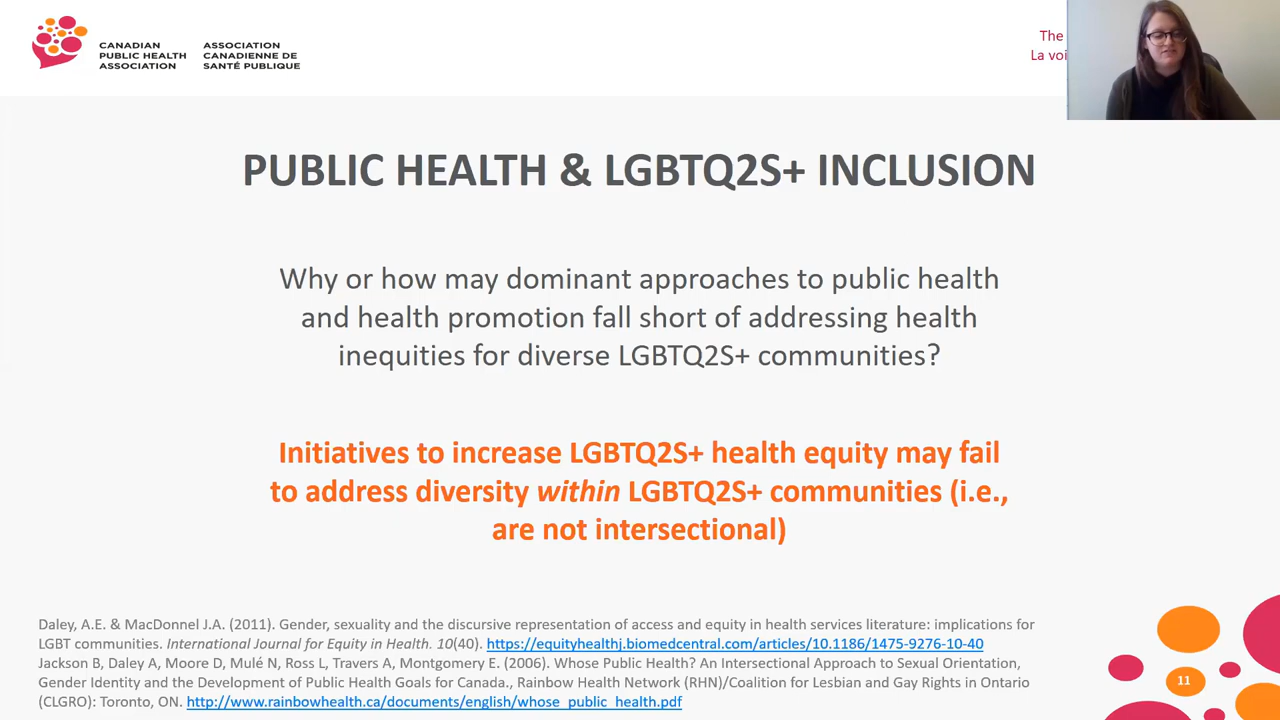 CANADIAN
PUBLIC HEALTH
ASSOCIATION
ASSOCIATION
CANADIENNE DE
SANTÉ PUBLIQUE
The
La voi
PUBLIC HEALTH & LGBTQ2S+ INCLUSION
Why or how may dominant approaches to public health
and health promotion fall short of addressing health
inequities for diverse LGBTQ2S+ communities?
Initiatives to increase LGBTQ2S+ health equity may fail
to address diversity within LGBTQ2S+ communities (i.e.,
are not intersectional)
Daley, A.E. & MacDonnel J.A. (2011). Gender, sexuality and the discursive representation of access and equity in health services literature: implications for
LGBT communities. International Journal for Equity in Health. 10(40). https://equityhealthj.biomedcentral.com/articles/10.1186/1475-9276-10-40
Jackson B, Daley A, Moore D, Mulé N, Ross L, Travers A, Montgomery E. (2006). Whose Public Health? An Intersectional Approach to Sexual Orientation,
Gender Identity and the Development of Public Health Goals for Canada., Rainbow Health Network (RHN)/Coalition for Lesbian and Gay Rights in Ontario
(CLGRO): Toronto, ON. http://www.rainbowhealth.ca/documents/english/whose_public_health.pdf
11